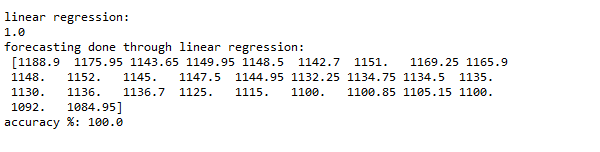 linear regression:
1.0
forecasting done through linear regression:
[1188.9 1175.95 1143.65 1149.95 1148.5 1142.7 1151. 1169.25 1165.9
1148. 1152. 1145. 1147.5 1144.95 1132.25 1134.75 1134.5 1135.
1130. 1136. 1136.7 1125. 1115. 1100. 1100.85 1105.15 1100.
1092. 1084.95]
accuracy %: 100.0